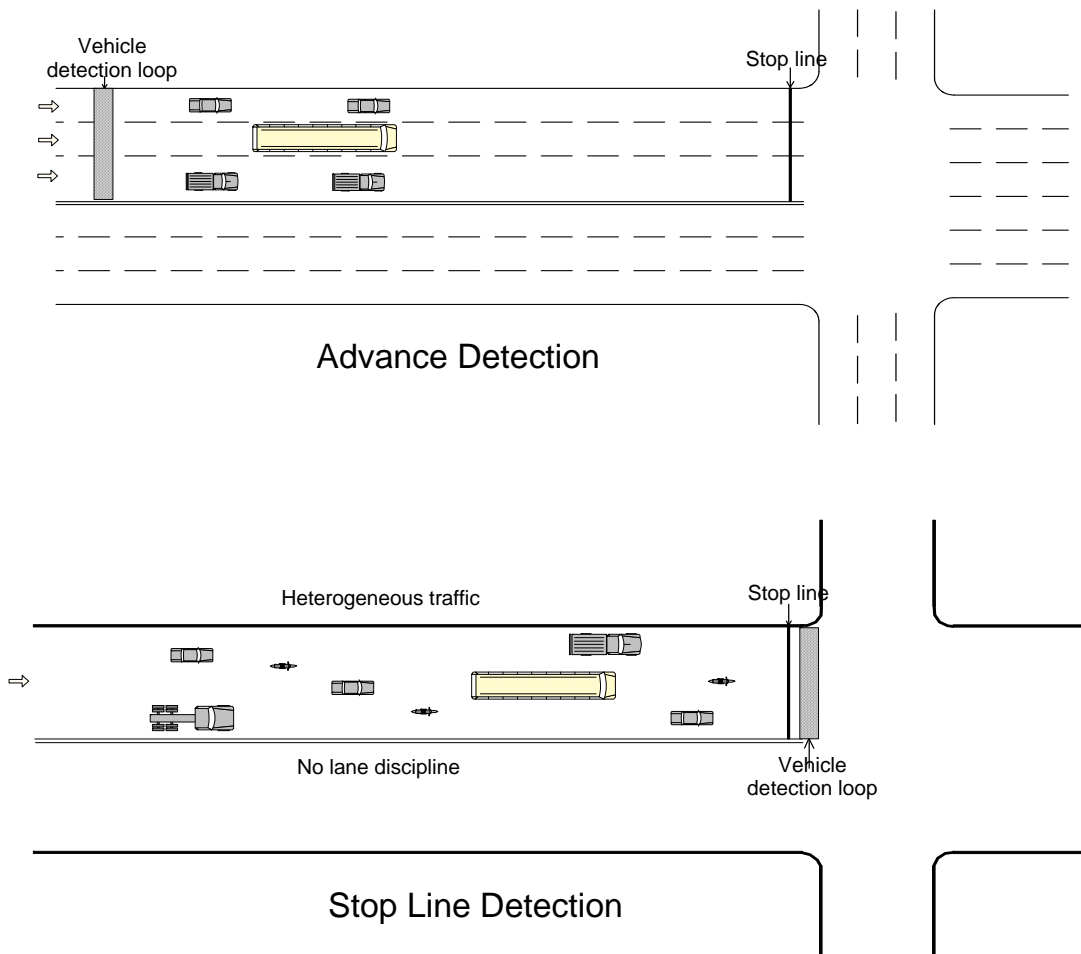 Vehicle
detection loop
Stop line
Advance Detection
Heterogeneous traffic
Stop line
No lane discipline
Vehicle
detection loop
Stop Line Detection